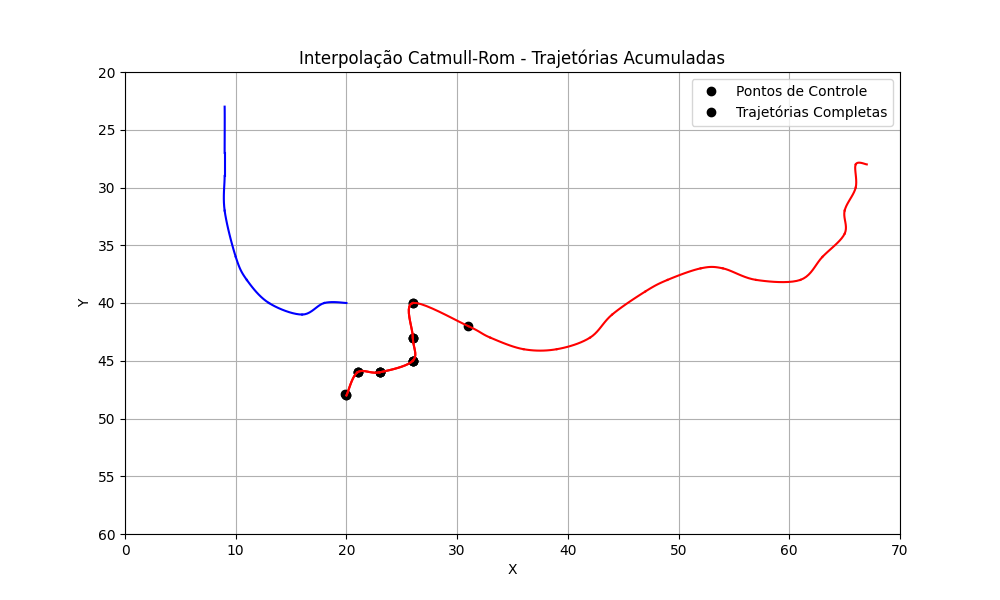 Interpolação Catmull-Rom - Trajetórias Acumuladas
Pontos de Controle
Trajetórias Completas
20
25
30
35
40
45
50
55
60
Y
0 10 20 30 40 50 60 70
X